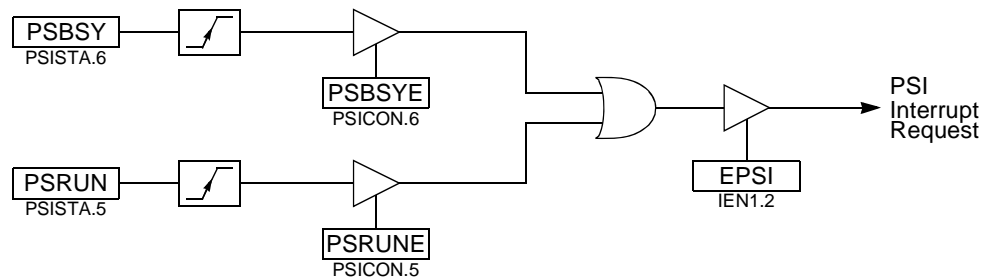 PSBSY
PSISTA.6
PSBSYE
PSICON.6
PSI
Interrupt
Request
EPSI
IEN1.2
PSRUN
PSISTA.5
PSRUNE
PSICON.5